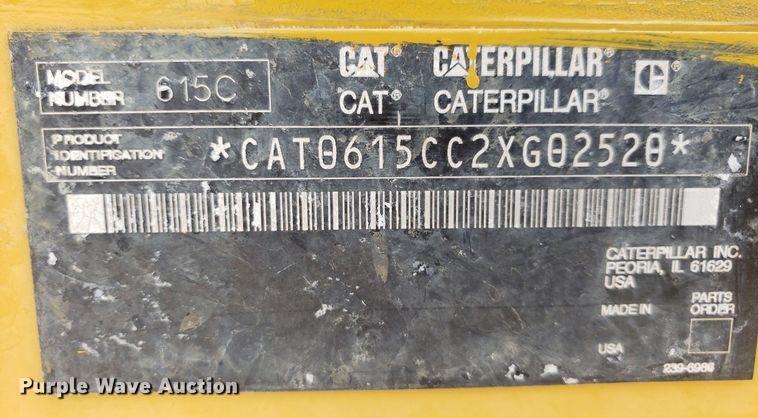 CAT® CATERPILLAR®
MODEL NUMBER 615C
CAT® CATERPILLAR®
PRODUCT IDENTIFICATION NUMBER *CAT0615CC2XG02520*
CATERPILLAR INC.
PEORIA, IL 61629
USA
MADE IN
PARTS ORDER
USA
239-6986
Purple Wave Auction